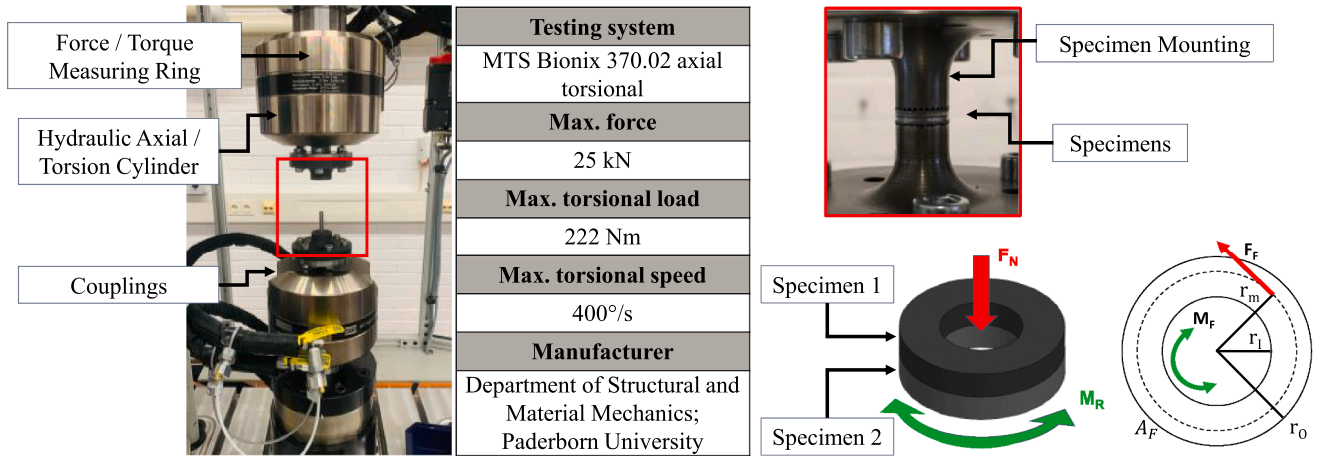 Force / Torque
Measuring Ring
Hydraulic Axial /
Torsion Cylinder
Couplings
Testing system
MTS Bionix 370.02 axial
torsional
Max. force
25 kN
Max. torsional load
222 Nm
Max. torsional speed
400°/s
Manufacturer
Department of Structural and
Material Mechanics;
Paderborn University
Specimen Mounting
Specimens
Specimen 1
Specimen 2
F_N
M_R
F_F
r_m
M_F
r_I
A_F
r_O